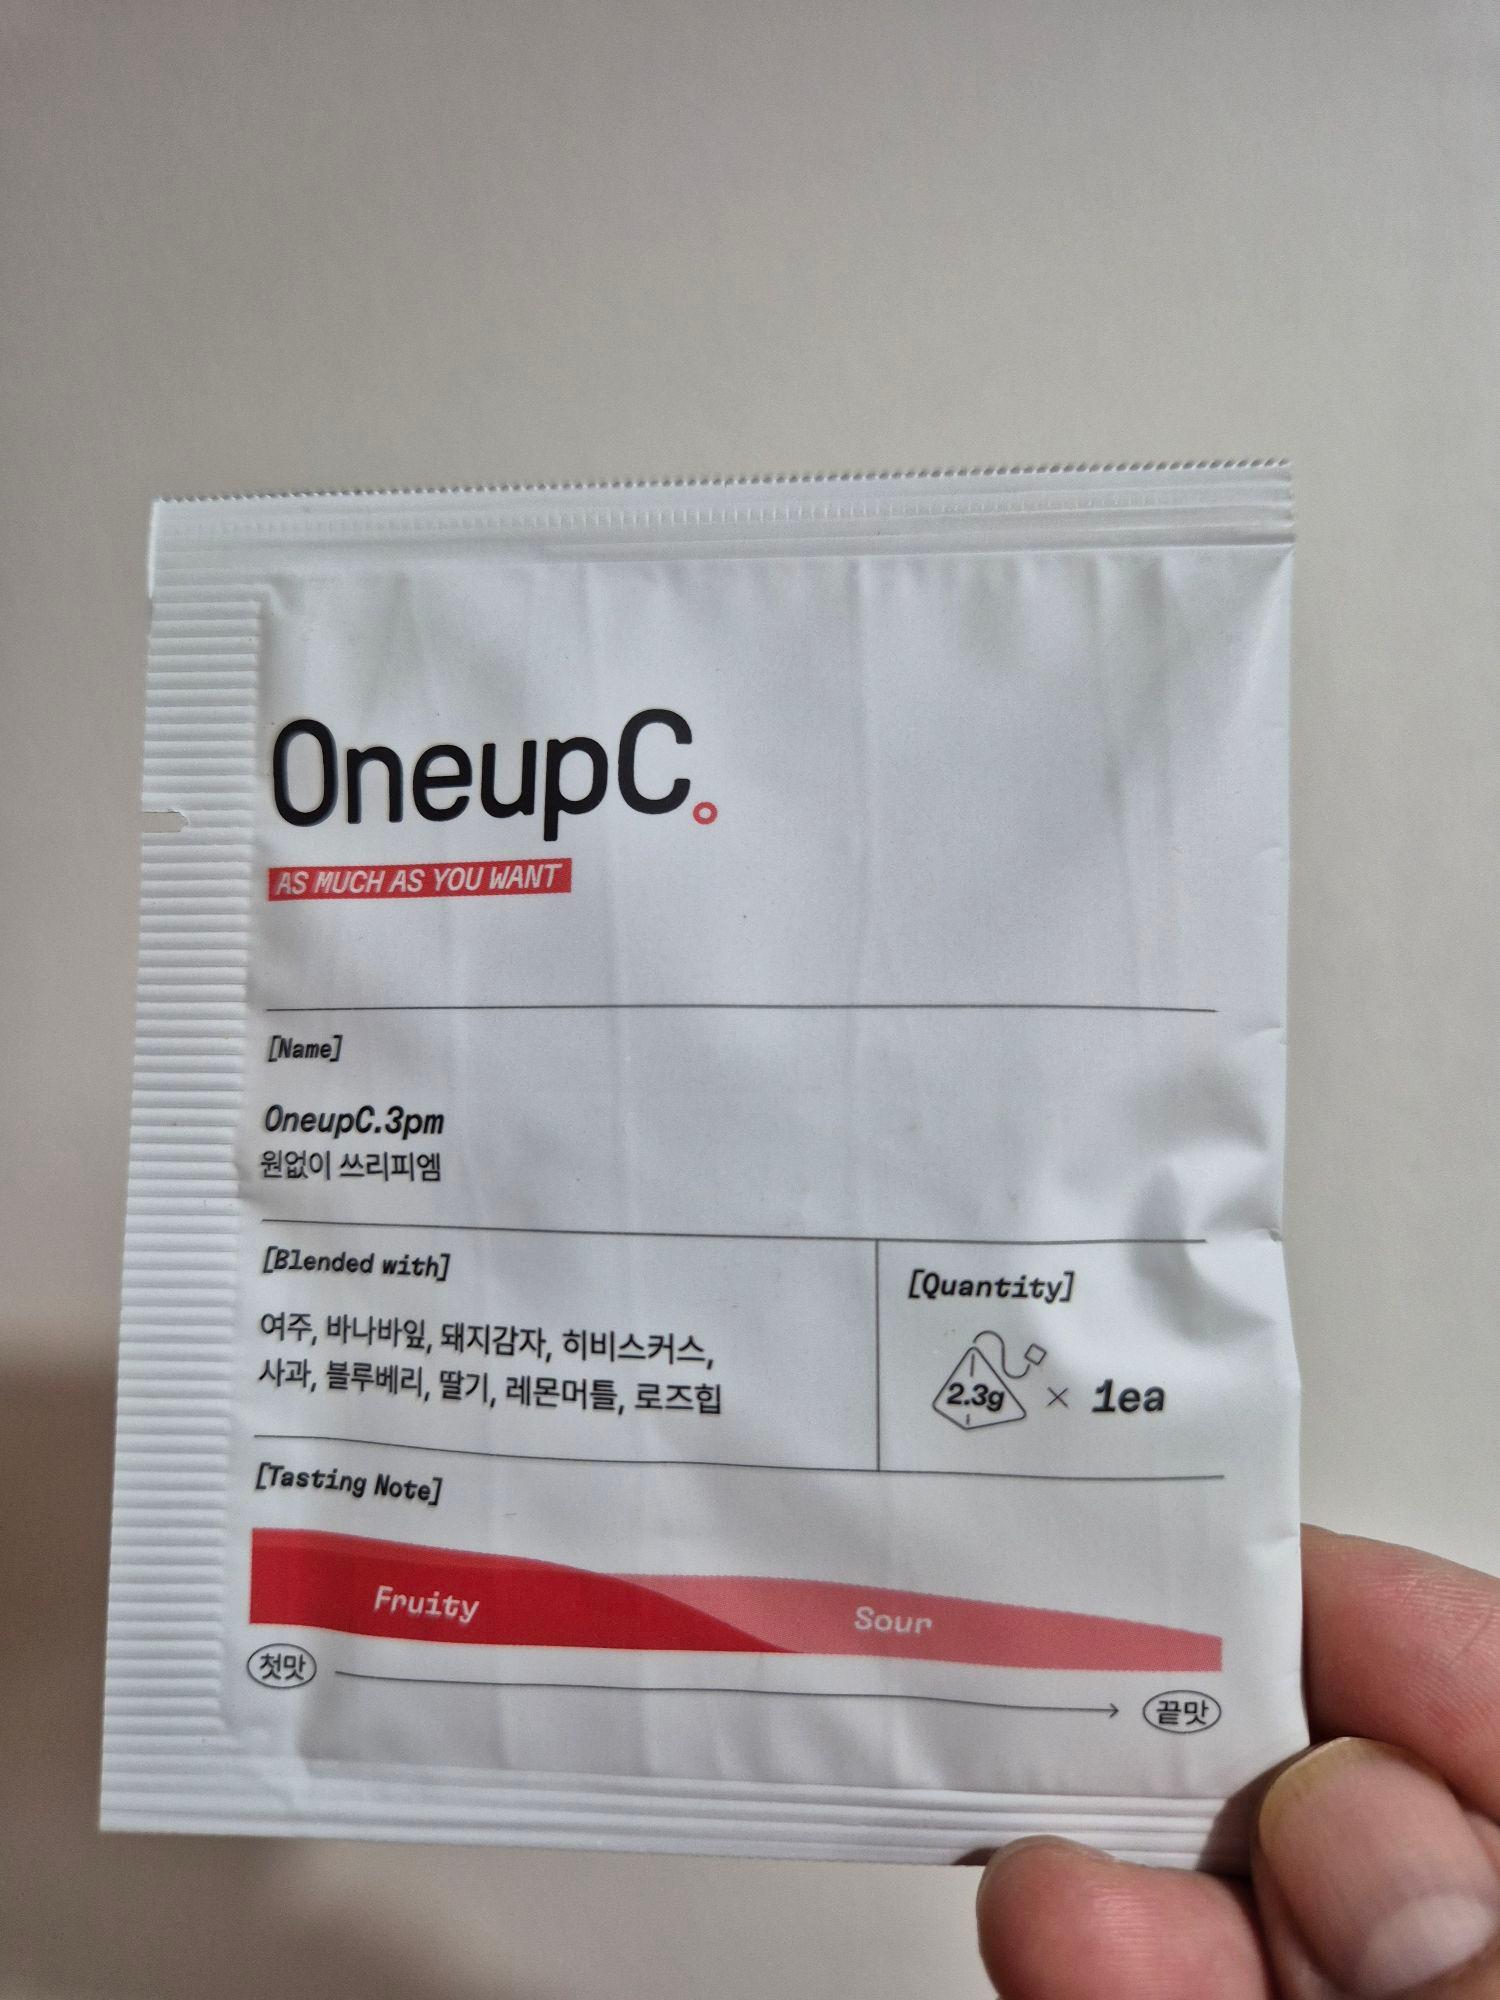 OneupC.
AS MUCH AS YOU WANT
[Name]
OneupC.3pm
원없이 쓰리피엠
[Blended with]
여주, 바나바잎, 돼지감자, 히비스커스,
사과, 블루베리, 딸기, 레몬머틀, 로즈힙
[Quantity]
2.3g × 1ea
[Tasting Note]
Fruity
Sour
첫맛
끝맛